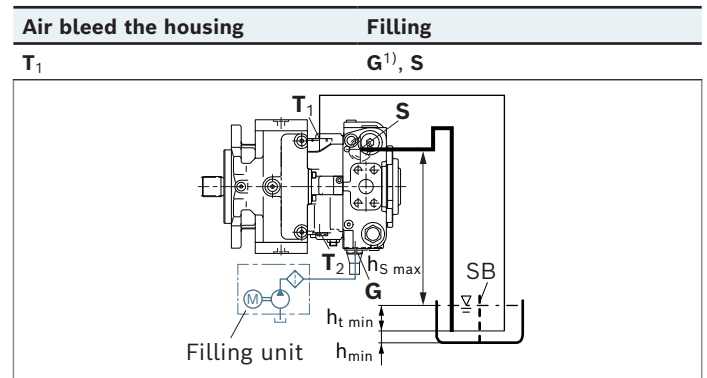 Air bleed the housing Filling
T₁ G¹⁾, S
T₁ S
T₂ hS max SB
G
M
ht min
Filling unit hmin